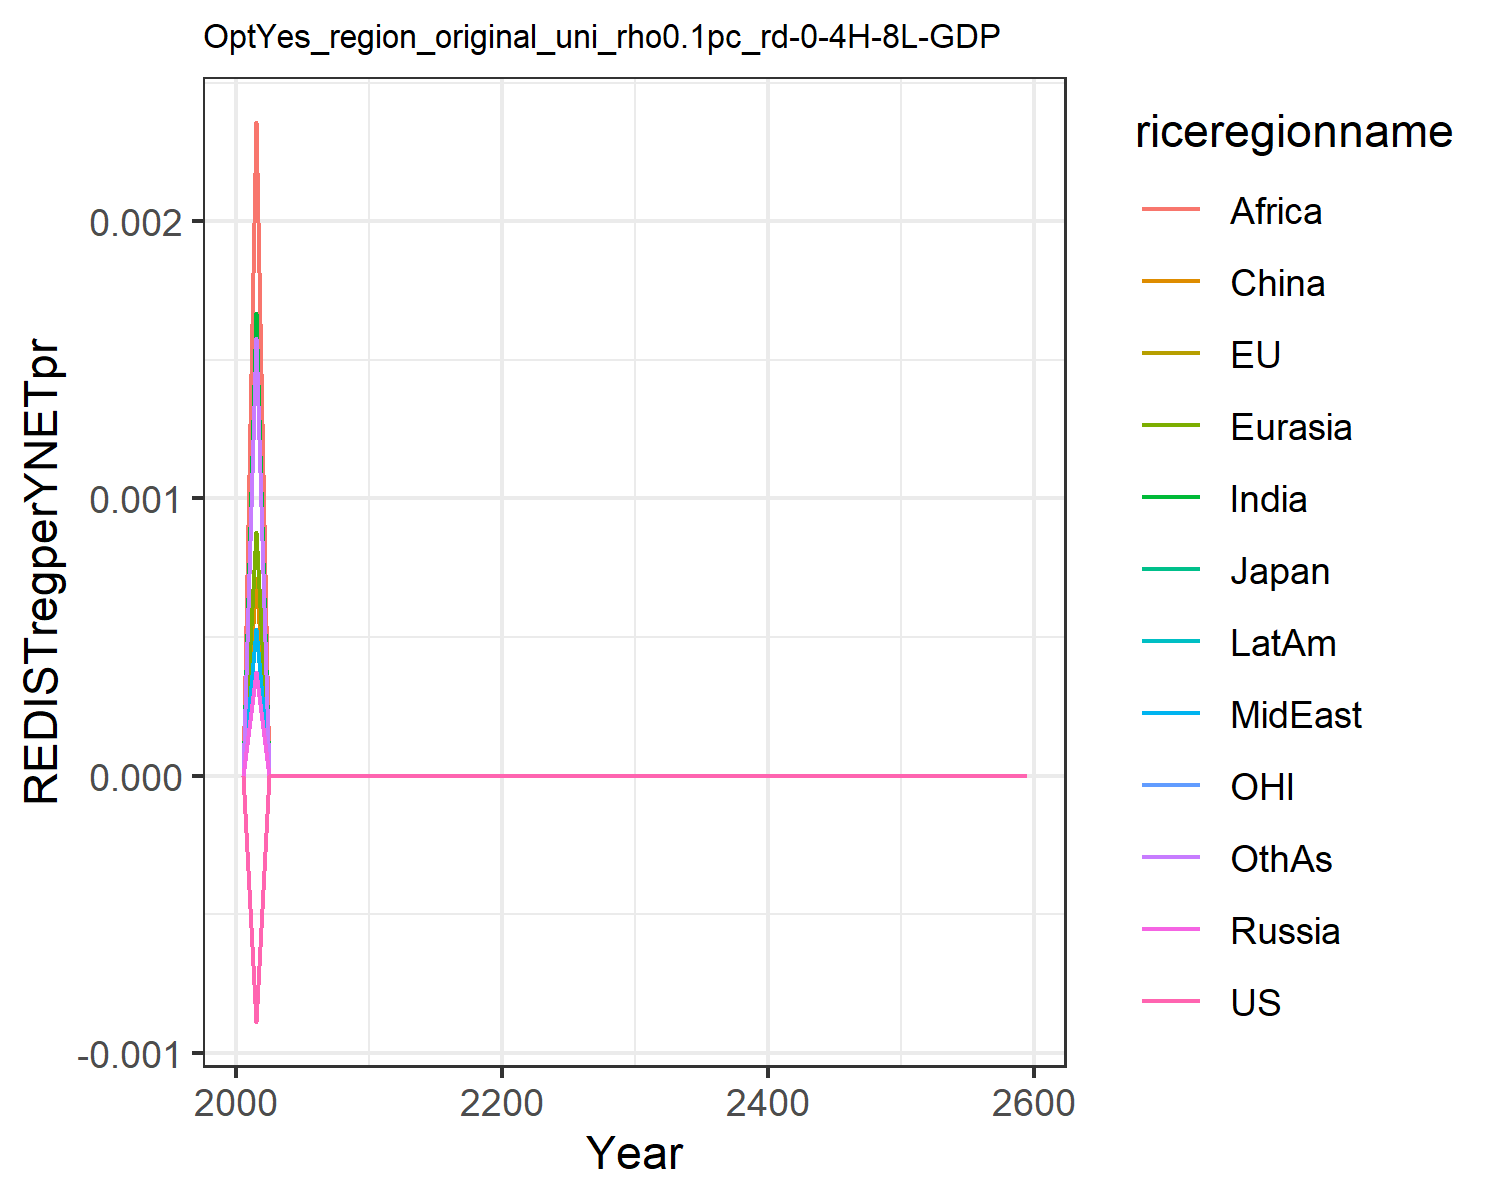 OptYes_region_original_uni_rho0.1pc_rd-0-4H-8L-GDP
REDISTregperYNETpr
0.002
0.001
0.000
-0.001
2000
2200
2400
2600
Year
riceregionname
Africa
China
EU
Eurasia
India
Japan
LatAm
MidEast
OHI
OthAs
Russia
US